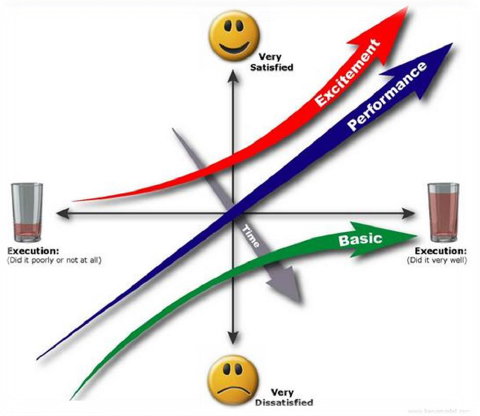 Very
Satisfied
Excitement
Performance
Time
Basic
Execution:
(Did it poorly or not at all)
Execution:
(Did it very well)
Very
Dissatisfied